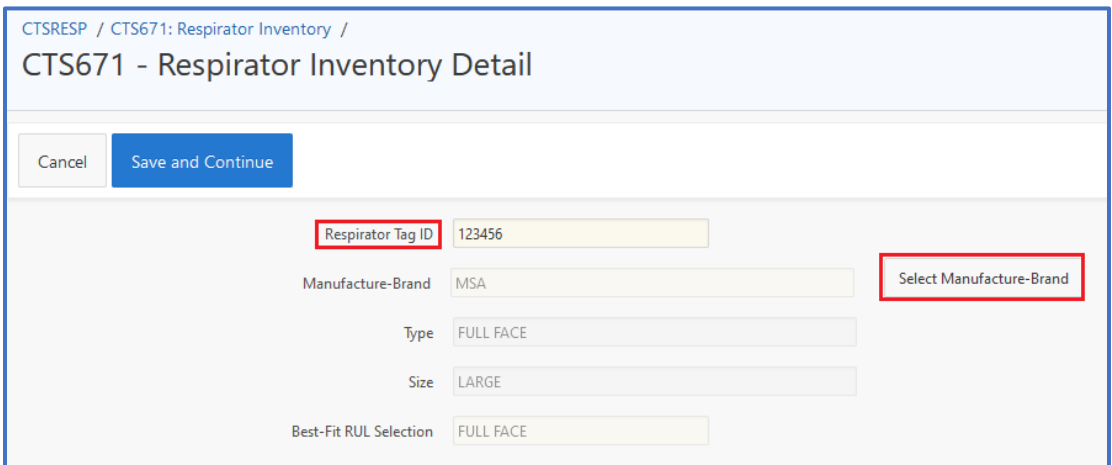 CTSRESP / CTS671: Respirator Inventory /
CTS671 - Respirator Inventory Detail
Cancel Save and Continue
Respirator Tag ID 123456
Manufacture-Brand MSA Select Manufacture-Brand
Type FULL FACE
Size LARGE
Best-Fit RUL Selection FULL FACE